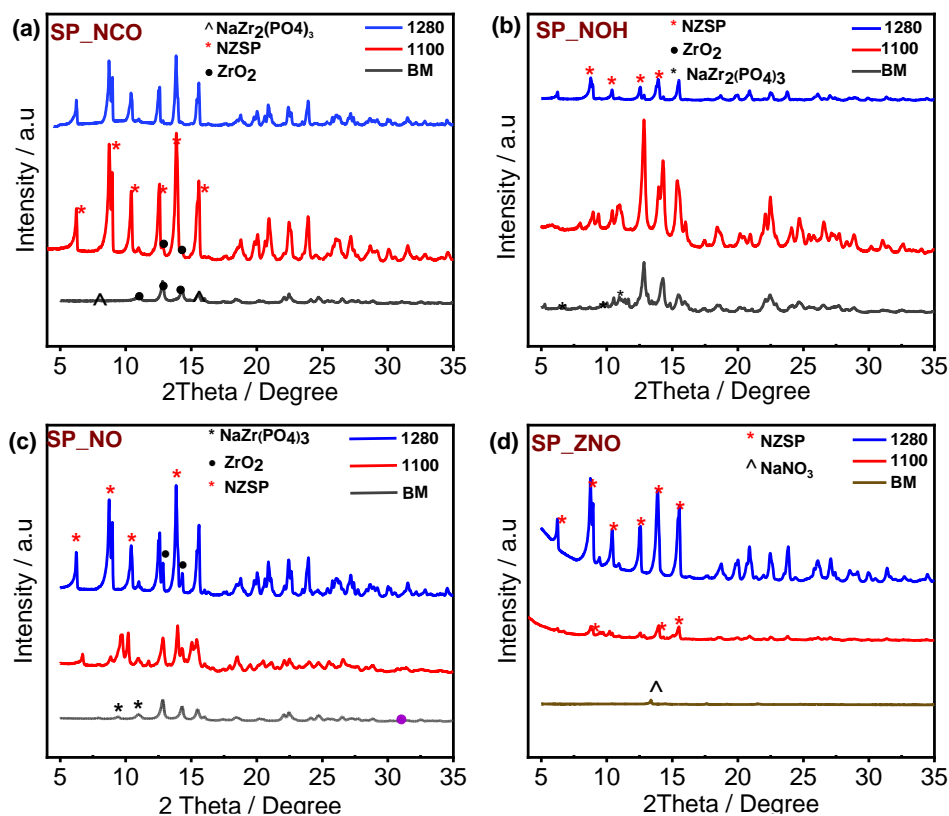 (a) SP_NCO ^ NaZr2(PO4)3 1280
* NZSP 1100
● ZrO2 BM
Intensity / a.u
5 10 15 20 25 30 35
2Theta / Degree
(b) SP_NOH * NZSP 1280
● ZrO2 1100
* NaZr2(PO4)3 BM
Intensity / a.u
5 10 15 20 25 30 35
2Theta / Degree
(c) SP_NO * NaZr(PO4)3 1280
● ZrO2 1100
* NZSP BM
Intensity / a.u
5 10 15 20 25 30 35
2 Theta / Degree
(d) SP_ZNO * NZSP 1280
^ NaNO3 1100
BM
Intensity / a.u
5 10 15 20 25 30 35
2Theta / Degree